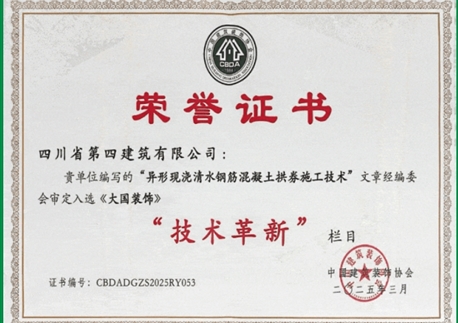 CBDA
荣誉证书
四川省第四建筑有限公司：
贵单位编写的“异形现浇清水钢筋混凝土拱券施工技术”文章经编委
会审定入选《大国装饰》
“技术革新” 栏目
中国建筑装饰协会
二〇二五年三月
证书编号：CBDADGZS2025RY053